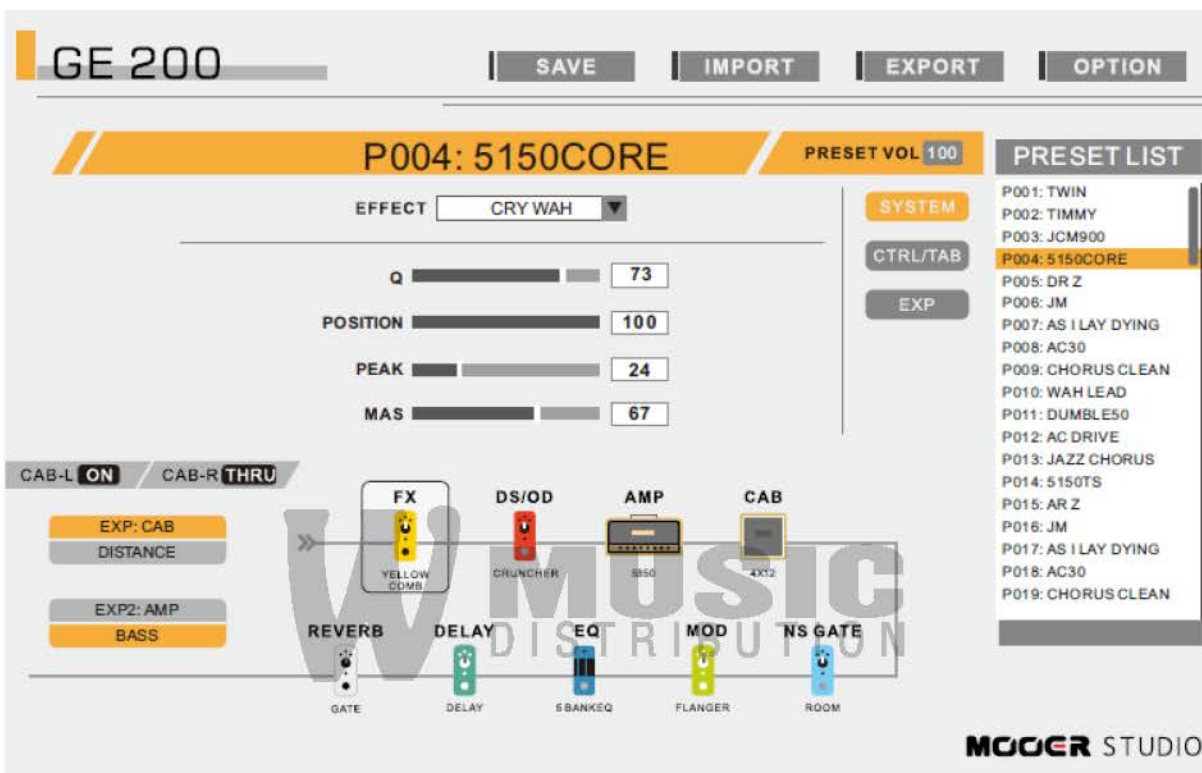 GE 200
SAVE IMPORT EXPORT OPTION
P004: 5150CORE
PRESET VOL 100
EFFECT CRY WAH
Q 73
POSITION 100
PEAK 24
MAS 67
SYSTEM
CTRL/TAB
EXP
PRESET LIST
P001: TWIN
P002: TIMMY
P003: JCM900
P004: 5150CORE
P005: DR Z
P006: JM
P007: AS I LAY DYING
P008: AC30
P009: CHORUS CLEAN
P010: WAH LEAD
P011: DUMBLE50
P012: AC DRIVE
P013: JAZZ CHORUS
P014: 5150TS
P015: AR Z
P016: JM
P017: AS I LAY DYING
P018: AC30
P019: CHORUS CLEAN
CAB-L ON CAB-R THRU
EXP: CAB
DISTANCE
EXP2: AMP
BASS
FX DS/OD AMP CAB
YELLOW COMB CRUNCHER 5350 4X12
W MUSIC
DISTRIBUTION
REVERB DELAY EQ MOD NS GATE
GATE DELAY 5BANKEQ FLANGER ROOM
MOOER STUDIO